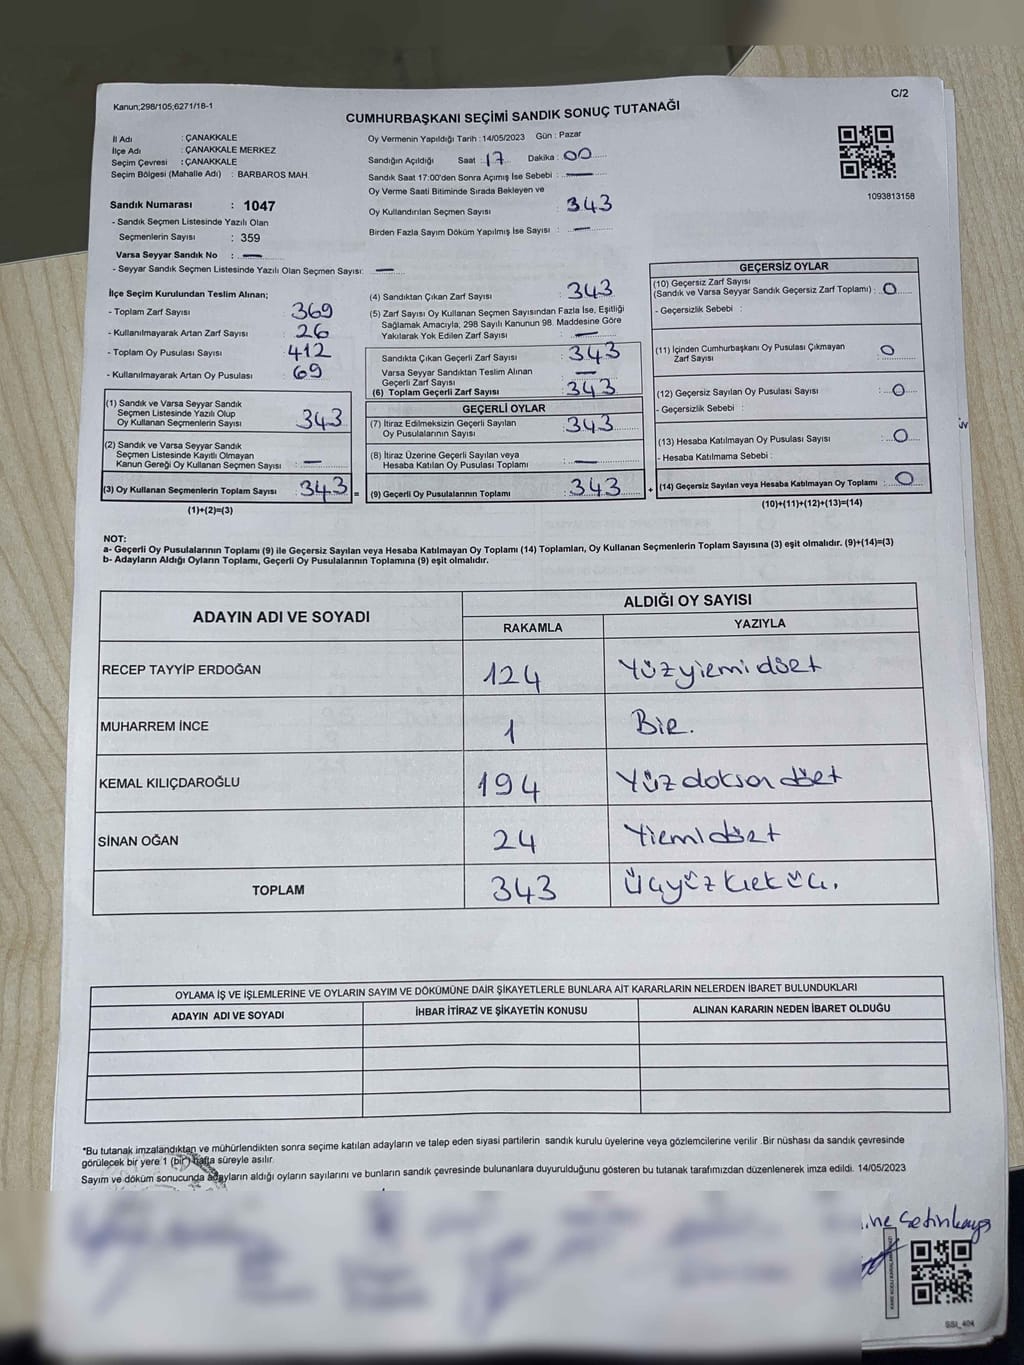 Kanun;298/105;6271/18-1
C/2
CUMHURBAŞKANI SEÇİMİ SANDIK SONUÇ TUTANAĞI
İl Adı : ÇANAKKALE
İlçe Adı : ÇANAKKALE MERKEZ
Seçim Çevresi : ÇANAKKALE
Seçim Bölgesi (Mahalle Adı) : BARBAROS MAH.
Sandık Numarası : 1047
- Sandık Seçmen Listesinde Yazılı Olan
Seçmenlerin Sayısı : 359
Varsa Seyyar Sandık No : —
- Seyyar Sandık Seçmen Listesinde Yazılı Olan Seçmen Sayısı: —
Oy Vermenin Yapıldığı Tarih : 14/05/2023 Gün : Pazar
Sandığın Açıldığı Saat : 17 Dakika : 00
Sandık Saat 17:00'den Sonra Açımış İse Sebebi : —
Oy Verme Saati Bitiminde Sırada Bekleyen ve
Oy Kullandırılan Seçmen Sayısı : 343
Birden Fazla Sayım Döküm Yapılmış İse Sayısı : —
1093813158
İlçe Seçim Kurulundan Teslim Alınan;
- Toplam Zarf Sayısı : 369
- Kullanılmayarak Artan Zarf Sayısı : 26
- Toplam Oy Pusulası Sayısı : 412
- Kullanılmayarak Artan Oy Pusulası : 69
(1) Sandık ve Varsa Seyyar Sandık
Seçmen Listesinde Yazılı Olup
Oy Kullanan Seçmenlerin Sayısı : 343
(2) Sandık ve Varsa Seyyar Sandık
Seçmen Listesinde Kayıtlı Olmayan
Kanun Gereği Oy Kullanan Seçmen Sayısı : —
(3) Oy Kullanan Seçmenlerin Toplam Sayısı : 343 =
(1)+(2)=(3)
(4) Sandıktan Çıkan Zarf Sayısı : 343
(5) Zarf Sayısı Oy Kullanan Seçmen Sayısından Fazla İse, Eşitliği
Sağlamak Amacıyla, 298 Sayılı Kanunun 98. Maddesine Göre
Yakılarak Yok Edilen Zarf Sayısı : —
Sandıkta Çıkan Geçerli Zarf Sayısı : 343
Varsa Seyyar Sandıktan Teslim Alınan
Geçerli Zarf Sayısı : —
(6) Toplam Geçerli Zarf Sayısı : 343
GEÇERLİ OYLAR
(7) İtiraz Edilmeksizin Geçerli Sayılan
Oy Pusulalarının Sayısı : 343
(8) İtiraz Üzerine Geçerli Sayılan veya
Hesaba Katılan Oy Pusulası Toplamı : —
(9) Geçerli Oy Pusulalarının Toplamı : 343 +
GEÇERSİZ OYLAR
(10) Geçersiz Zarf Sayısı
(Sandık ve Varsa Seyyar Sandık Geçersiz Zarf Toplamı) : 0
- Geçersizlik Sebebi :
(11) İçinden Cumhurbaşkanı Oy Pusulası Çıkmayan
Zarf Sayısı : 0
(12) Geçersiz Sayılan Oy Pusulası Sayısı : 0
- Geçersizlik Sebebi :
(13) Hesaba Katılmayan Oy Pusulası Sayısı : 0
- Hesaba Katılmama Sebebi :
(14) Geçersiz Sayılan veya Hesaba Katılmayan Oy Toplamı : 0
(10)+(11)+(12)+(13)=(14)
NOT:
a- Geçerli Oy Pusulalarının Toplamı (9) ile Geçersiz Sayılan veya Hesaba Katılmayan Oy Toplamı (14) Toplamları, Oy Kullanan Seçmenlerin Toplam Sayısına (3) eşit olmalıdır. (9)+(14)=(3)
b- Adayların Aldığı Oyların Toplamı, Geçerli Oy Pusulalarının Toplamına (9) eşit olmalıdır.
ADAYIN ADI VE SOYADI ALDIĞI OY SAYISI
RAKAMLA YAZIYLA
RECEP TAYYİP ERDOĞAN 124 Yüzyirmi dört
MUHARREM İNCE 1 Bir.
KEMAL KILIÇDAROĞLU 194 Yüz doksan dört
SİNAN OĞAN 24 Yirmi dört
TOPLAM 343 Üçyüz kırk üç.
OYLAMA İŞ VE İŞLEMLERİNE VE OYLARIN SAYIM VE DÖKÜMÜNE DAİR ŞİKAYETLERLE BUNLARA AİT KARARLARIN NELERDEN İBARET BULUNDUKLARI
ADAYIN ADI VE SOYADI İHBAR İTİRAZ VE ŞİKAYETİN KONUSU ALINAN KARARIN NEDEN İBARET OLDUĞU
*Bu tutanak imzalandıktan ve mühürlendikten sonra seçime katılan adayların ve talep eden siyasi partilerin sandık kurulu üyelerine veya gözlemcilerine verilir .Bir nüshası da sandık çevresinde
görülecek bir yere 1 (bir) hafta süreyle asılır.
Sayım ve döküm sonucunda adayların aldığı oyların sayılarını ve bunların sandık çevresinde bulunanlara duyurulduğunu gösteren bu tutanak tarafımızdan düzenlenerek imza edildi. 14/05/2023
SSI_404